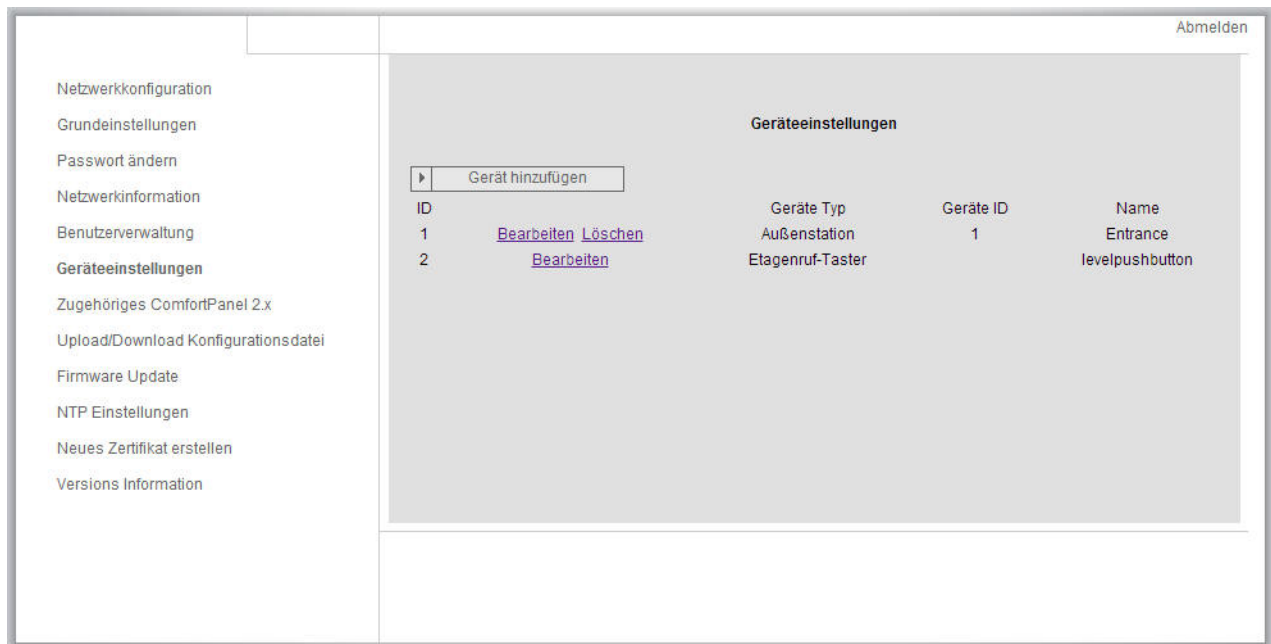 Abmelden
Netzwerkkonfiguration
Grundeinstellungen
Passwort ändern
Netzwerkinformation
Benutzerverwaltung
Geräteeinstellungen
Zugehöriges ComfortPanel 2.x
Upload/Download Konfigurationsdatei
Firmware Update
NTP Einstellungen
Neues Zertifikat erstellen
Versions Information
Geräteeinstellungen
Gerät hinzufügen
ID Geräte Typ Geräte ID Name
1 Bearbeiten Löschen Außenstation 1 Entrance
2 Bearbeiten Etagenruf-Taster levelpushbutton